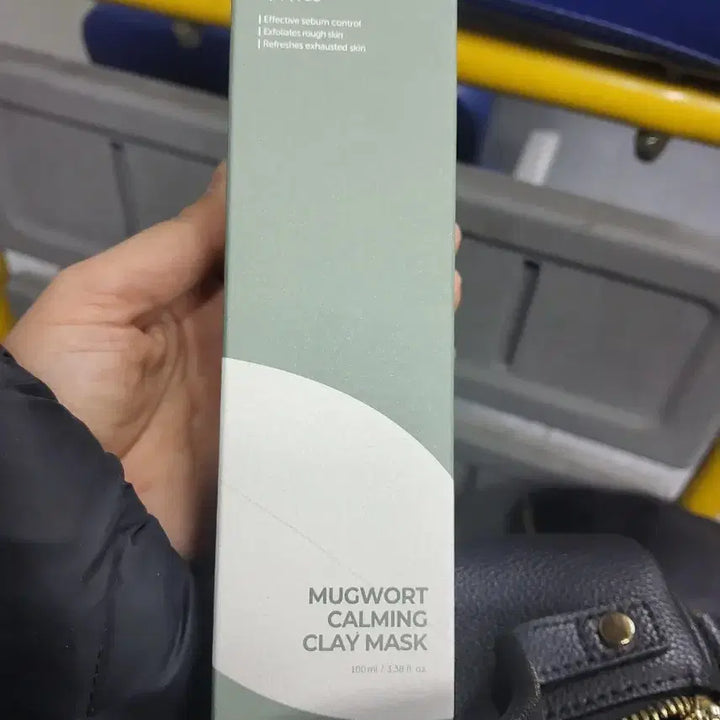 | Effective sebum control
| Exfoliates rough skin
| Refreshes exhausted skin
MUGWORT
CALMING
CLAY MASK
100 ml / 3.38 fl. oz.